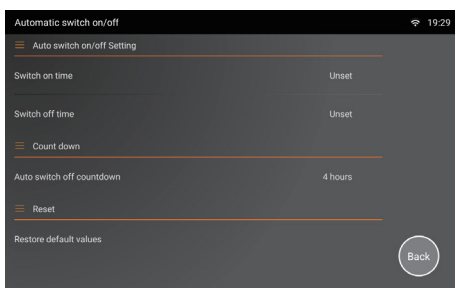 Automatic switch on/off
19:29
Auto switch on/off Setting
Switch on time Unset
Switch off time Unset
Count down
Auto switch off countdown 4 hours
Reset
Restore default values
Back